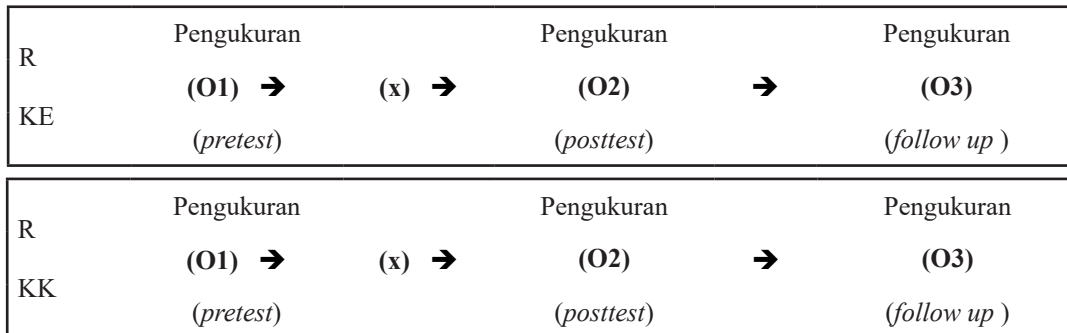 Pengukuran Pengukuran Pengukuran
R
(O1) ➔ (x) ➔ (O2) ➔ (O3)
KE
(pretest) (posttest) (follow up )
Pengukuran Pengukuran Pengukuran
R
(O1) ➔ (x) ➔ (O2) ➔ (O3)
KK
(pretest) (posttest) (follow up )